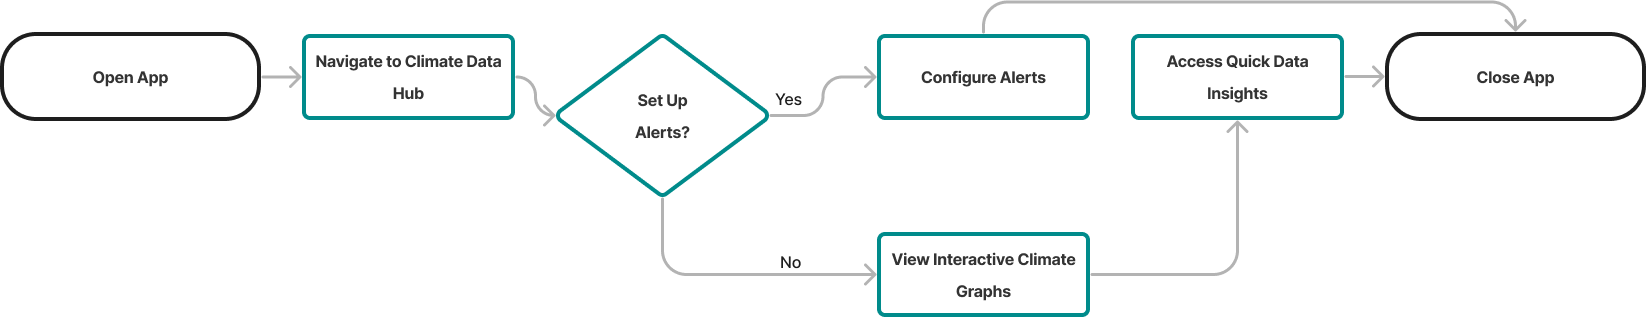 Open App
Navigate to Climate Data
Hub
Set Up
Alerts?
Yes
Configure Alerts
Access Quick Data
Insights
Close App
No
View Interactive Climate
Graphs